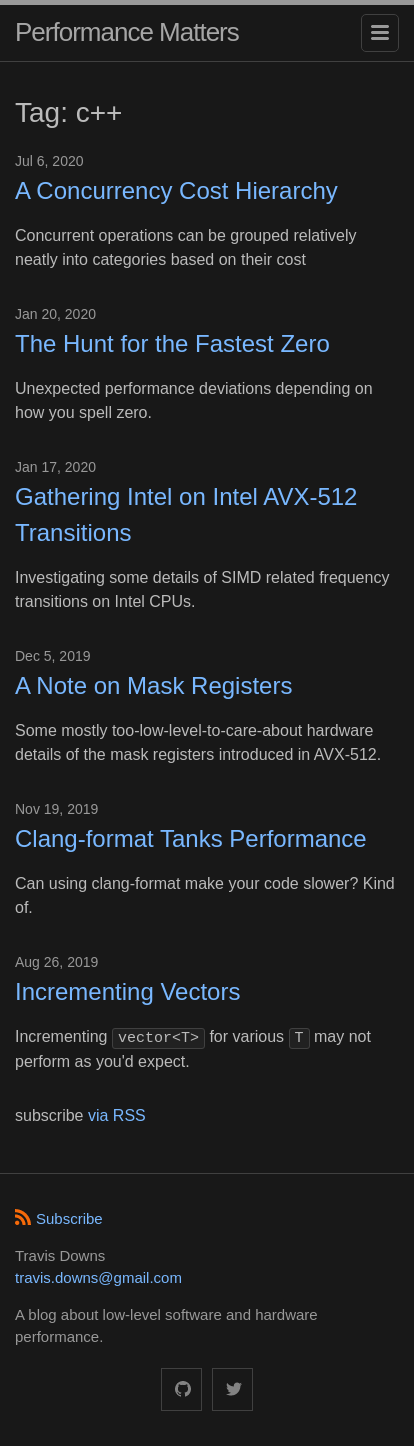 Performance Matters
Tag: c++
Jul 6, 2020
A Concurrency Cost Hierarchy
Concurrent operations can be grouped relatively
neatly into categories based on their cost
Jan 20, 2020
The Hunt for the Fastest Zero
Unexpected performance deviations depending on
how you spell zero.
Jan 17, 2020
Gathering Intel on Intel AVX-512
Transitions
Investigating some details of SIMD related frequency
transitions on Intel CPUs.
Dec 5, 2019
A Note on Mask Registers
Some mostly too-low-level-to-care-about hardware
details of the mask registers introduced in AVX-512.
Nov 19, 2019
Clang-format Tanks Performance
Can using clang-format make your code slower? Kind
of.
Aug 26, 2019
Incrementing Vectors
Incrementing vector<T> for various T may not
perform as you'd expect.
subscribe via RSS
Subscribe
Travis Downs
travis.downs@gmail.com
A blog about low-level software and hardware
performance.